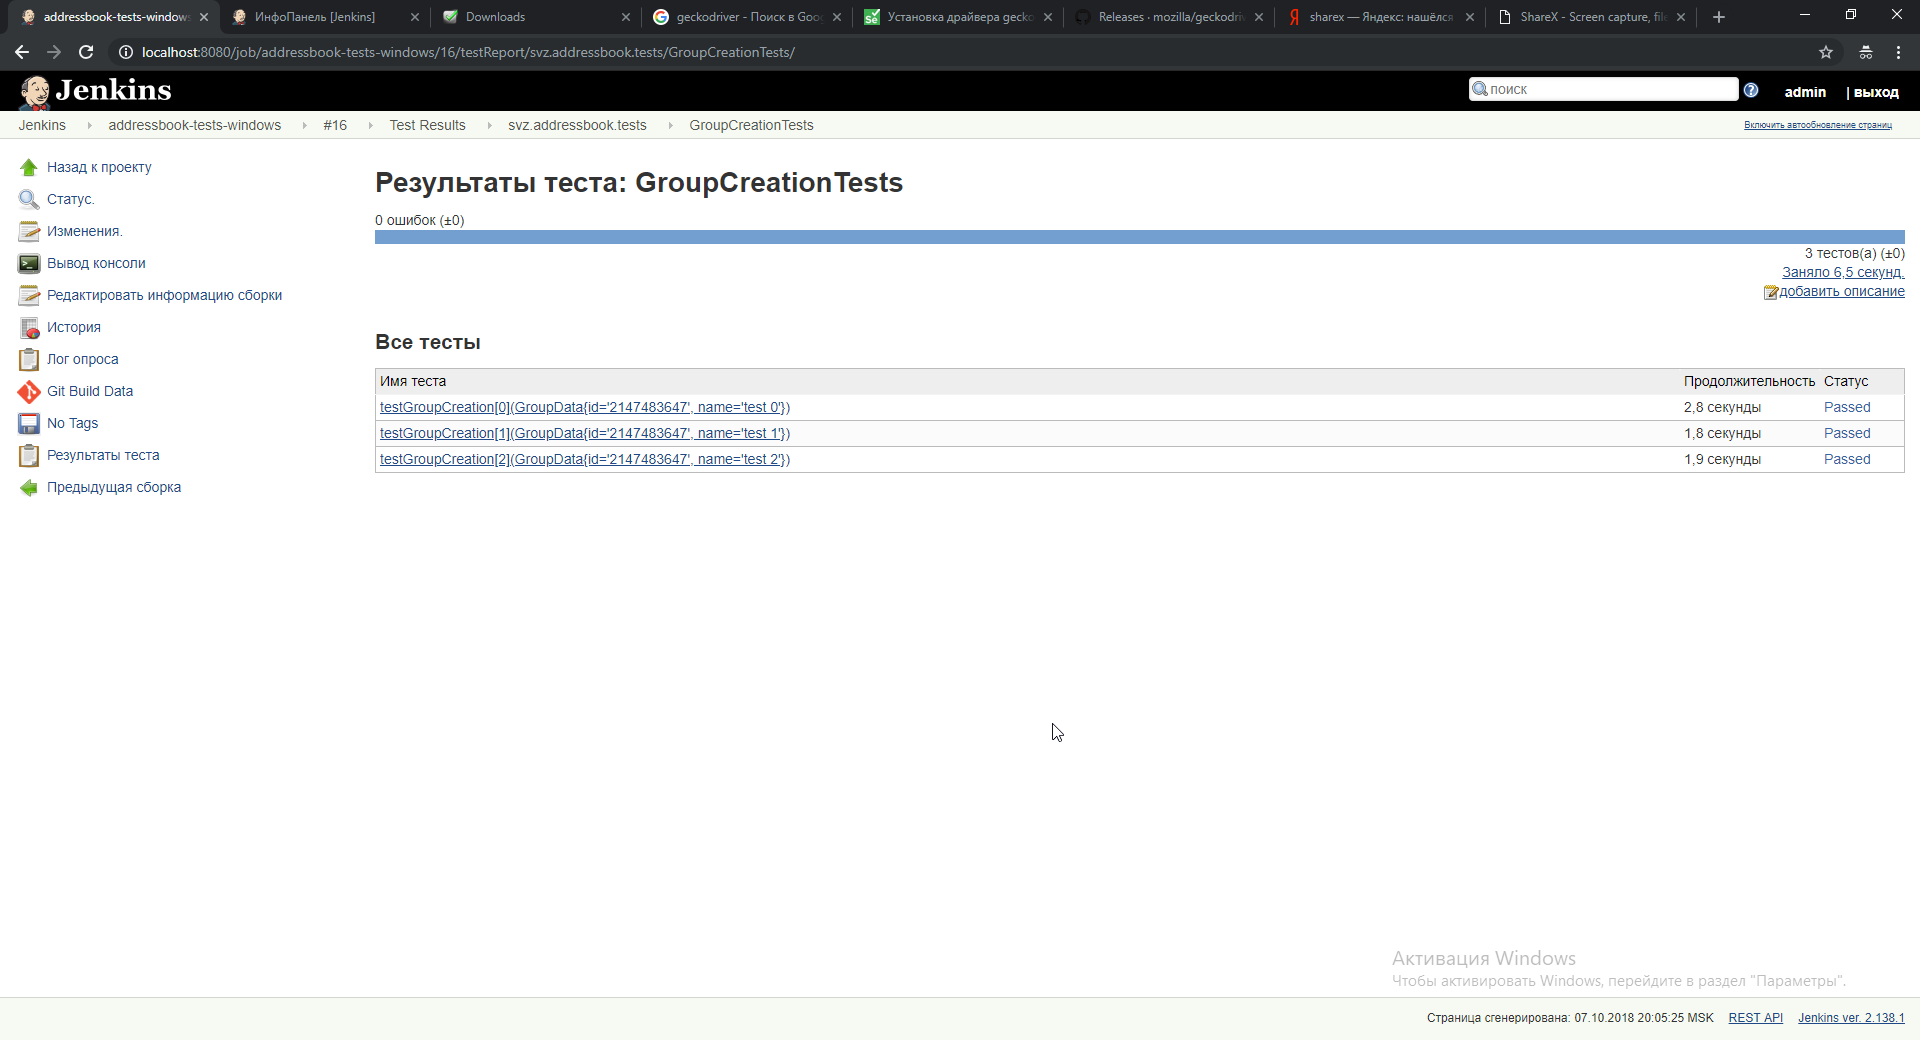 addressbook-tests-windows
ИнфоПанель [Jenkins]
Downloads
geckodriver - Поиск в Goo
Установка драйвера gecko
Releases · mozilla/geckodriv
sharex — Яндекс: нашёлся
ShareX - Screen capture, file
localhost:8080/job/addressbook-tests-windows/16/testReport/svz.addressbook.tests/GroupCreationTests/
Jenkins
поиск
admin
| выход
Jenkins
addressbook-tests-windows
#16
Test Results
svz.addressbook.tests
GroupCreationTests
Включить автообновление страниц
Назад к проекту
Статус.
Изменения.
Вывод консоли
Редактировать информацию сборки
История
Лог опроса
Git Build Data
No Tags
Результаты теста
Предыдущая сборка
Результаты теста: GroupCreationTests
0 ошибок (±0)
3 тестов(а) (±0)
Заняло 6,5 секунд.
добавить описание
Все тесты
Имя теста Продолжительность Статус
testGroupCreation[0](GroupData{id='2147483647', name='test 0'}) 2,8 секунды Passed
testGroupCreation[1](GroupData{id='2147483647', name='test 1'}) 1,8 секунды Passed
testGroupCreation[2](GroupData{id='2147483647', name='test 2'}) 1,9 секунды Passed
Активация Windows
Чтобы активировать Windows, перейдите в раздел "Параметры".
Страница сгенерирована: 07.10.2018 20:05:25 MSK REST API Jenkins ver. 2.138.1